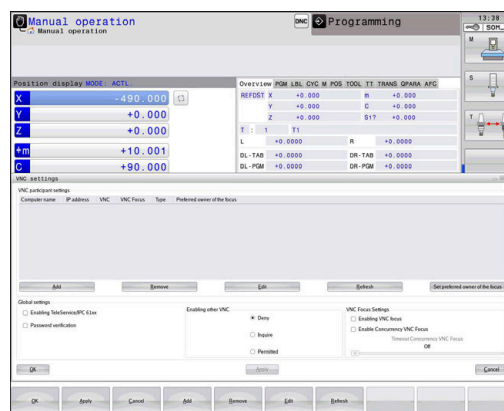 Manual operation
Manual operation
DNC
Programming
13:38
SOM…
M
S
T
Position display MODE: ACTL.
X -490.000
Y +0.000
Z +0.000
+m +10.001
C +90.000
Overview PGM LBL CYC M POS TOOL TT TRANS QPARA AFC
REFDST X +0.000 m +0.000
Y +0.000 C +0.000
Z +0.000 S1? +0.000
T : 1 T1
L +0.0000 R +0.0000
DL-TAB +0.0000 DR-TAB +0.0000
DL-PGM +0.0000 DR-PGM +0.0000
VNC settings
VNC participant settings
Computer name IP address VNC VNC Focus Type Preferred owner of the focus
Add Remove Edit Refresh Set preferred owner of the focus
Global settings
Enabling TeleService/IPC 61xx
Password verification
Enabling other VNC
Deny
Inquire
Permitted
VNC Focus Settings
Enabling VNC focus
Enable Concurrency VNC Focus
Timeout Concurrency VNC Focus
Off
OK Apply Cancel
OK Apply Cancel Add Remove Edit Refresh